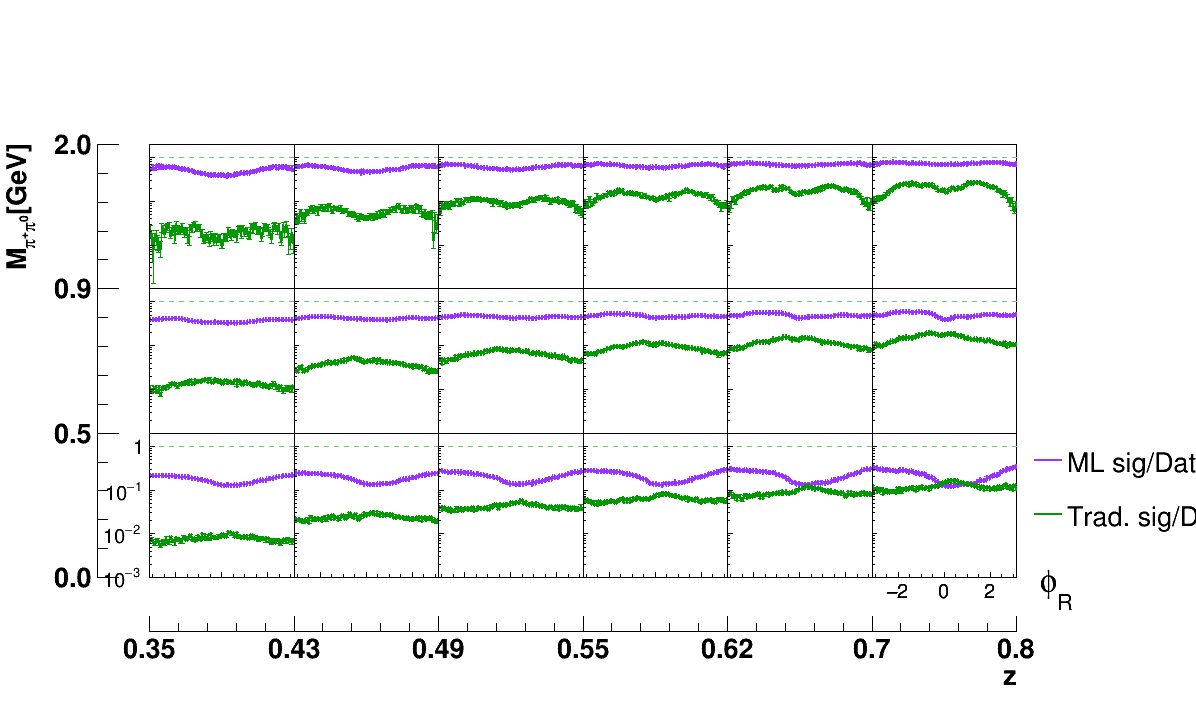 2.0
M_{π⁺π⁰}[GeV]
0.9
0.5
1
10⁻¹
10⁻²
10⁻³
0.0
ML sig/Dat
Trad. sig/D
−2 0 2
ϕ_R
0.35 0.43 0.49 0.55 0.62 0.7 0.8
z